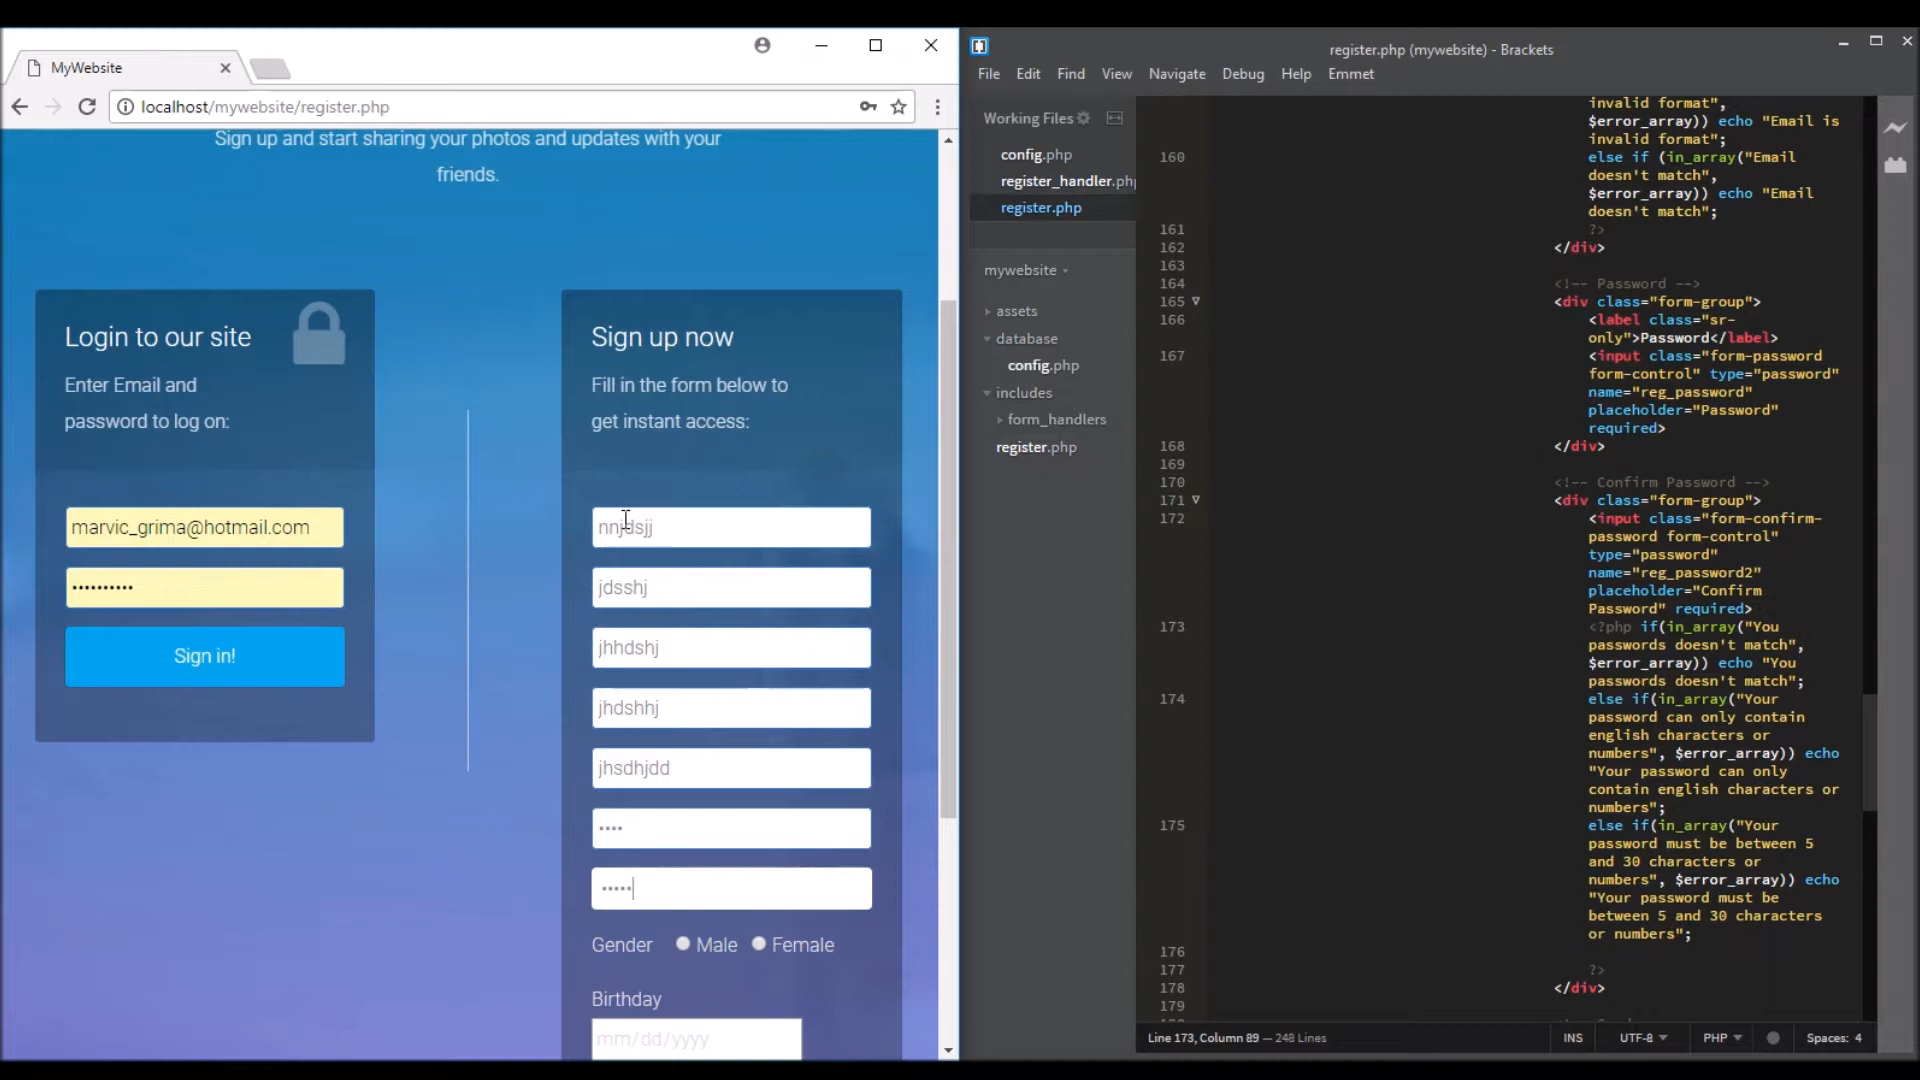 MyWebsite
localhost/mywebsite/register.php
Sign up and start sharing your photos and updates with your
friends.
Login to our site
Enter Email and
password to log on:
marvic_grima@hotmail.com
••••••••••
Sign in!
Sign up now
Fill in the form below to
get instant access:
nnjdsjj
jdsshj
jhhdshj
jhdshhj
jhsdhjdd
••••
•••••
Gender Male Female
Birthday
mm/dd/yyyy
register.php (mywebsite) - Brackets
File Edit Find View Navigate Debug Help Emmet
Working Files
config.php
register_handler.php
register.php
mywebsite
assets
database
config.php
includes
form_handlers
register.php
invalid format",
$error_array)) echo "Email is
invalid format";
160 else if (in_array("Email
doesn't match",
$error_array)) echo "Email
doesn't match";
161 ?>
162 </div>
163
164 <!-- Password -->
165 <div class="form-group">
166 <label class="sr-
only">Password</label>
167 <input class="form-password
form-control" type="password"
name="reg_password"
placeholder="Password"
required>
168 </div>
169
170 <!-- Confirm Password -->
171 <div class="form-group">
172 <input class="form-confirm-
password form-control"
type="password"
name="reg_password2"
placeholder="Confirm
Password" required>
173 <?php if(in_array("You
passwords doesn't match",
$error_array)) echo "You
passwords doesn't match";
174 else if(in_array("Your
password can only contain
english characters or
numbers", $error_array)) echo
"Your password can only
contain english characters or
numbers";
175 else if(in_array("Your
password must be between 5
and 30 characters or
numbers", $error_array)) echo
"Your password must be
between 5 and 30 characters
or numbers";
176
177 ?>
178 </div>
179
Line 173, Column 89 — 248 Lines
INS UTF-8 PHP Spaces: 4